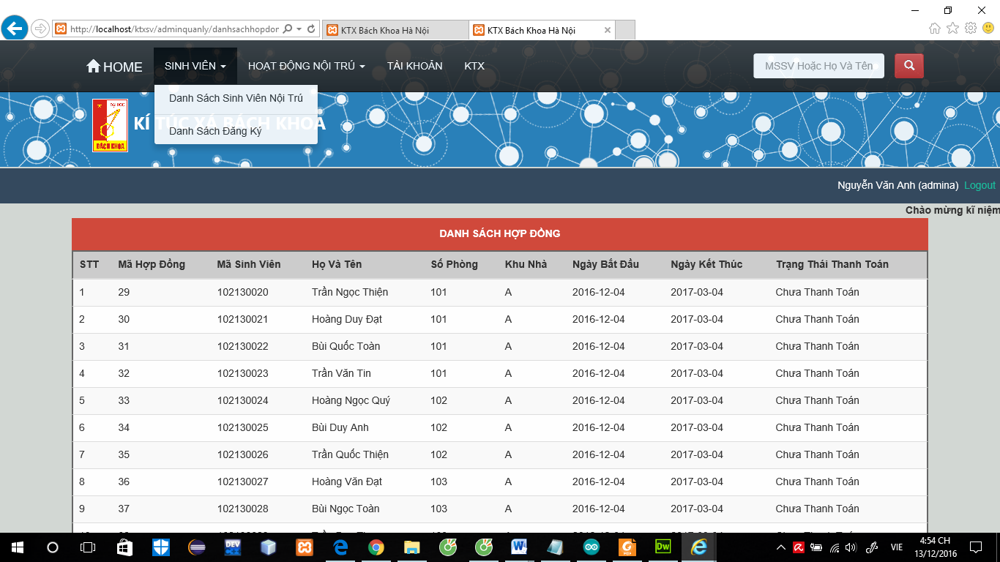 http://localhost/ktxsv/adminquanly/danhsachhopdon
KTX Bách Khoa Hà Nội
KTX Bách Khoa Hà Nội
HOME SINH VIÊN HOẠT ĐỘNG NỘI TRÚ TÀI KHOẢN KTX MSSV Hoặc Họ Và Tên
Danh Sách Sinh Viên Nội Trú
Danh Sách Đăng Ký
ĐẠI HỌC
BÁCH KHOA
KÍ TÚC XÁ BÁCH KHOA
Nguyễn Văn Anh (admina) Logout
Chào mừng kĩ niệm
DANH SÁCH HỢP ĐỒNG
STT Mã Hợp Đồng Mã Sinh Viên Họ Và Tên Số Phòng Khu Nhà Ngày Bắt Đầu Ngày Kết Thúc Trạng Thái Thanh Toán
1 29 102130020 Trần Ngọc Thiện 101 A 2016-12-04 2017-03-04 Chưa Thanh Toán
2 30 102130021 Hoàng Duy Đạt 101 A 2016-12-04 2017-03-04 Chưa Thanh Toán
3 31 102130022 Bùi Quốc Toàn 101 A 2016-12-04 2017-03-04 Chưa Thanh Toán
4 32 102130023 Trần Văn Tin 101 A 2016-12-04 2017-03-04 Chưa Thanh Toán
5 33 102130024 Hoàng Ngọc Quý 102 A 2016-12-04 2017-03-04 Chưa Thanh Toán
6 34 102130025 Bùi Duy Anh 102 A 2016-12-04 2017-03-04 Chưa Thanh Toán
7 35 102130026 Trần Quốc Thiện 102 A 2016-12-04 2017-03-04 Chưa Thanh Toán
8 36 102130027 Hoàng Văn Đạt 103 A 2016-12-04 2017-03-04 Chưa Thanh Toán
9 37 102130028 Bùi Ngọc Toàn 103 A 2016-12-04 2017-03-04 Chưa Thanh Toán
DEV
PDF
Dw
VIE
4:54 CH
13/12/2016